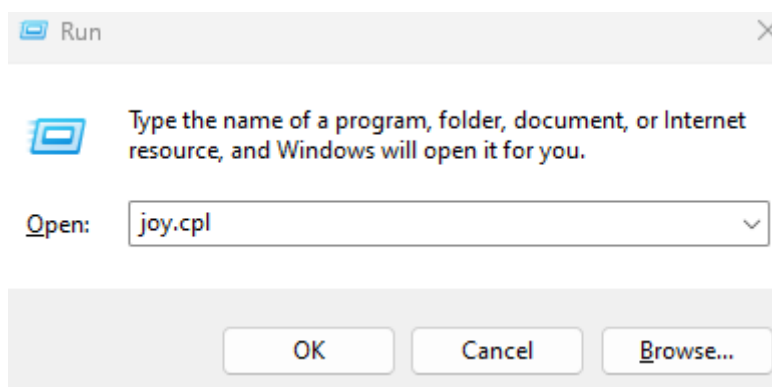 Run
Type the name of a program, folder, document, or Internet
resource, and Windows will open it for you.
Open: joy.cpl
OK Cancel Browse...